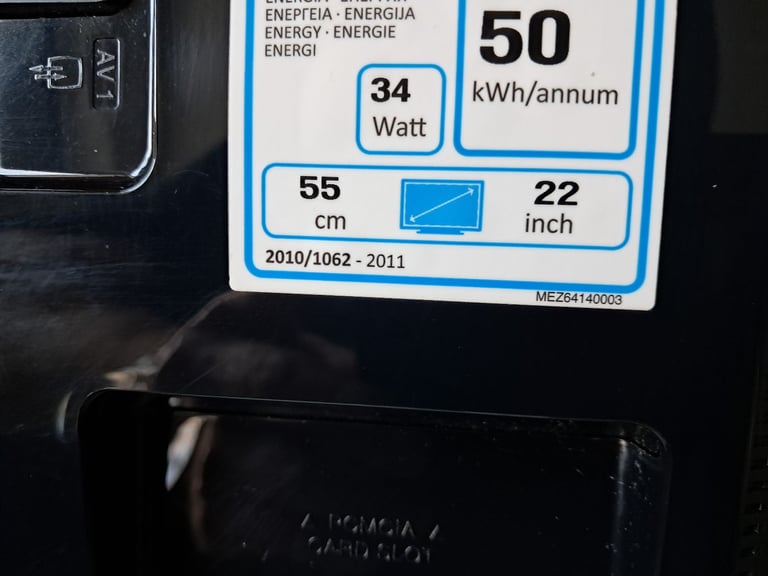 ΕΝΕΡΓΕΙΑ · ENERGIJA
ENERGY · ENERGIE
ENERGI
50
kWh/annum
34
Watt
55
cm
22
inch
2010/1062 - 2011
MEZ64140003
AV 1
PCMCIA
CARD SLOT